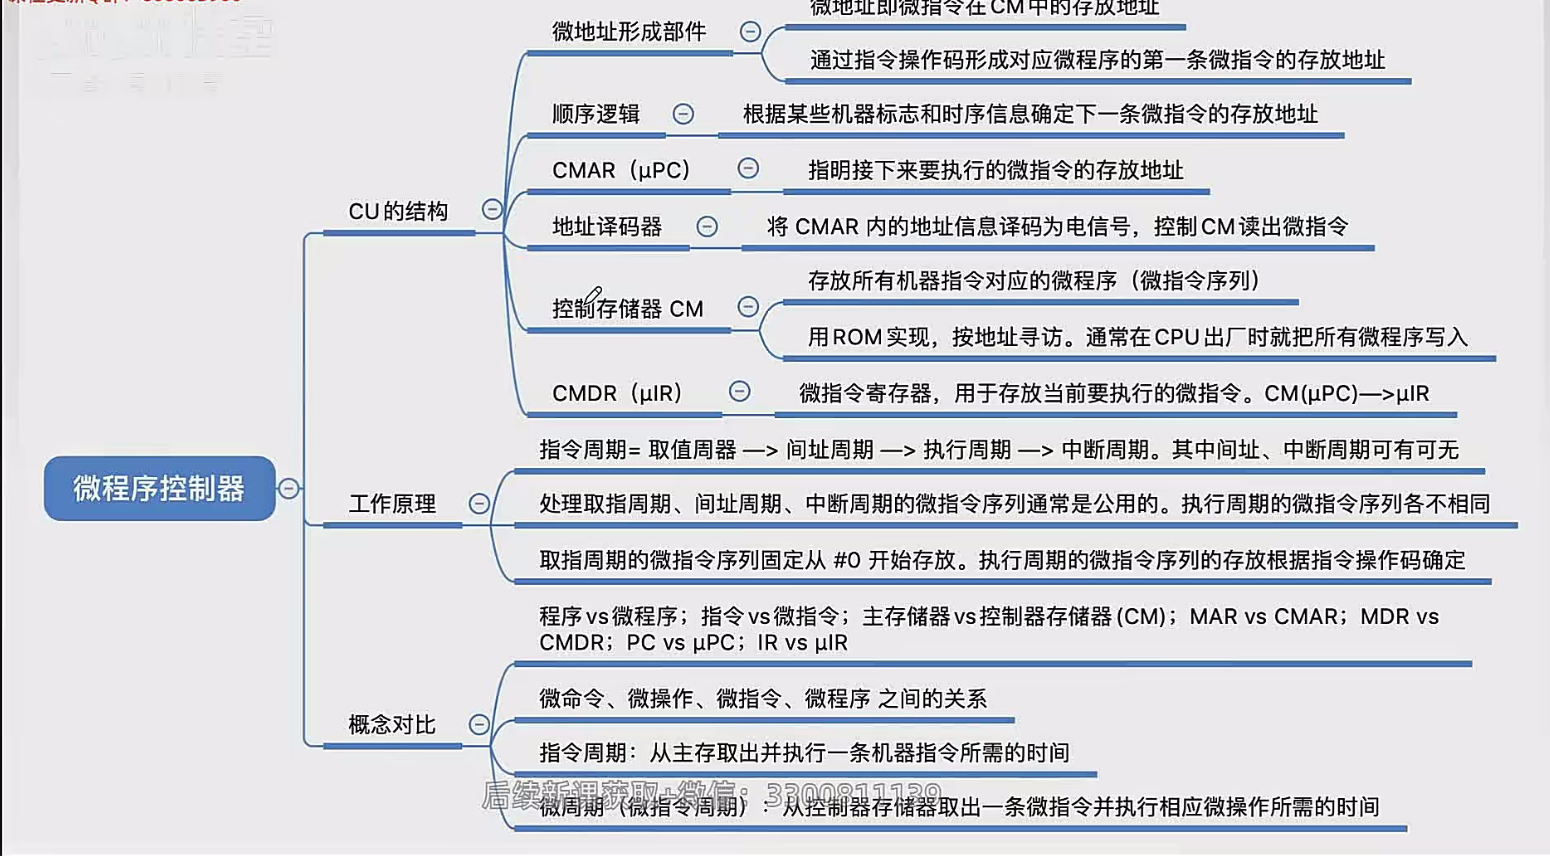 微地址即微指令在CM中的存放地址
微地址形成部件
通过指令操作码形成对应微程序的第一条微指令的存放地址
顺序逻辑
根据某些机器标志和时序信息确定下一条微指令的存放地址
CMAR（μPC）
指明接下来要执行的微指令的存放地址
CU的结构
地址译码器
将 CMAR 内的地址信息译码为电信号，控制CM读出微指令
存放所有机器指令对应的微程序（微指令序列）
控制存储器 CM
用ROM实现，按地址寻访。通常在CPU出厂时就把所有微程序写入
CMDR（μIR）
微指令寄存器，用于存放当前要执行的微指令。CM(μPC)—>μIR
微程序控制器
指令周期= 取值周器 —> 间址周期 —> 执行周期 —> 中断周期。其中间址、中断周期可有可无
工作原理
处理取指周期、间址周期、中断周期的微指令序列通常是公用的。执行周期的微指令序列各不相同
取指周期的微指令序列固定从 #0 开始存放。执行周期的微指令序列的存放根据指令操作码确定
程序vs微程序；指令vs微指令；主存储器vs控制器存储器(CM)；MAR vs CMAR；MDR vs
CMDR；PC vs μPC；IR vs μIR
微命令、微操作、微指令、微程序 之间的关系
概念对比
指令周期：从主存取出并执行一条机器指令所需的时间
后续新课获取+微信：3300811139
微周期（微指令周期）：从控制器存储器取出一条微指令并执行相应微操作所需的时间